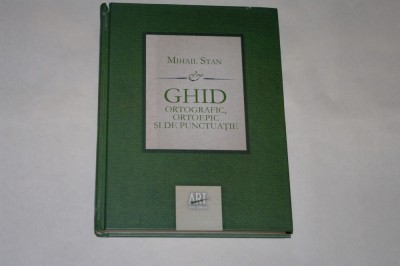 MIHAIL STAN
&
GHID
ORTOGRAFIC,
ORTOEPIC
ȘI DE PUNCTUAȚIE
ART